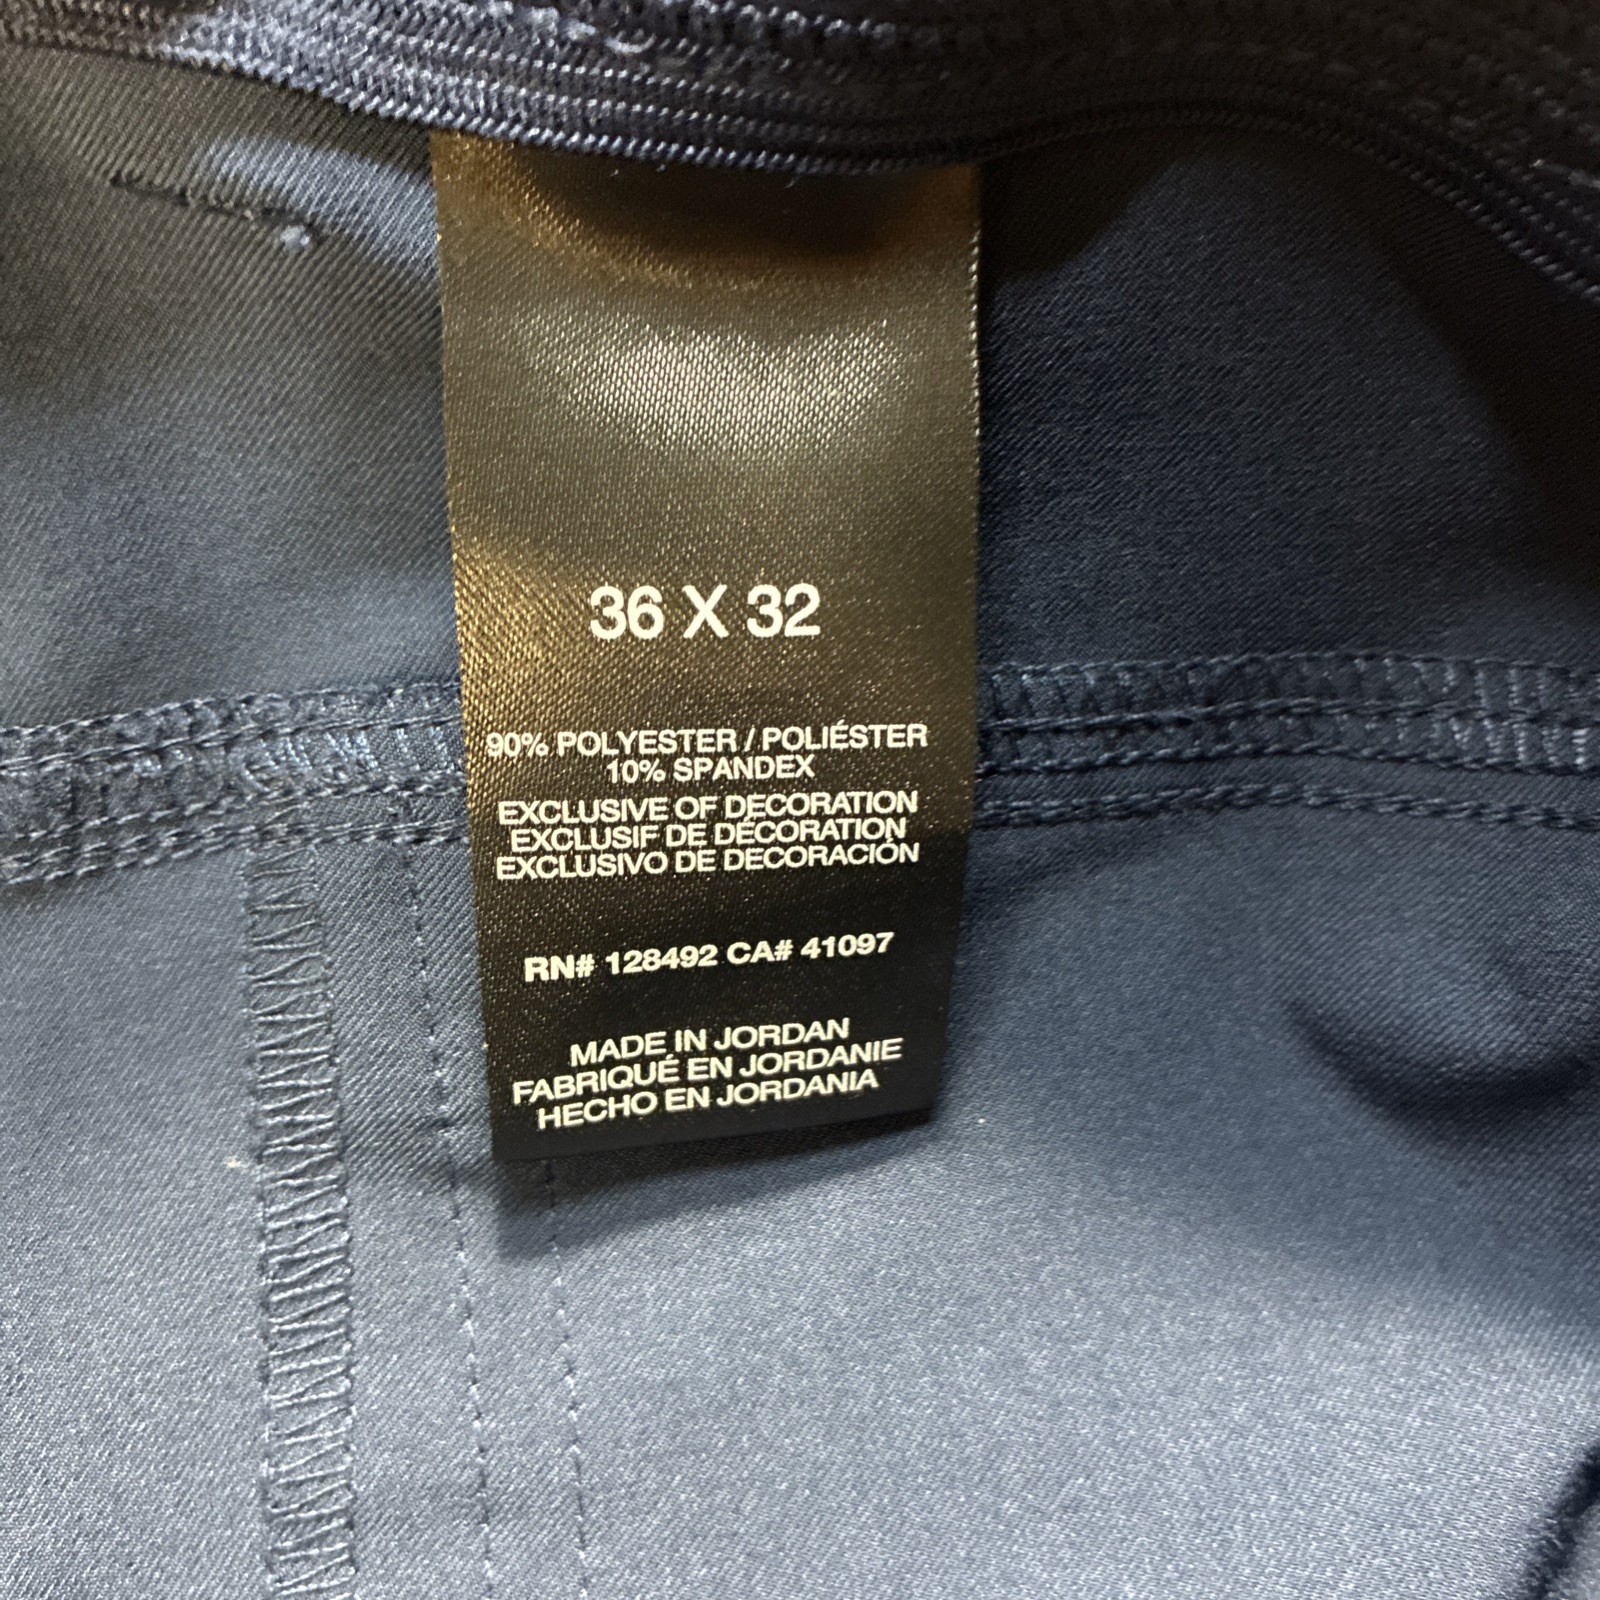 36 X 32
90% POLYESTER / POLIÉSTER
10% SPANDEX
EXCLUSIVE OF DECORATION
EXCLUSIF DE DÉCORATION
EXCLUSIVO DE DECORACIÓN
RN# 128492 CA# 41097
MADE IN JORDAN
FABRIQUÉ EN JORDANIE
HECHO EN JORDANIA